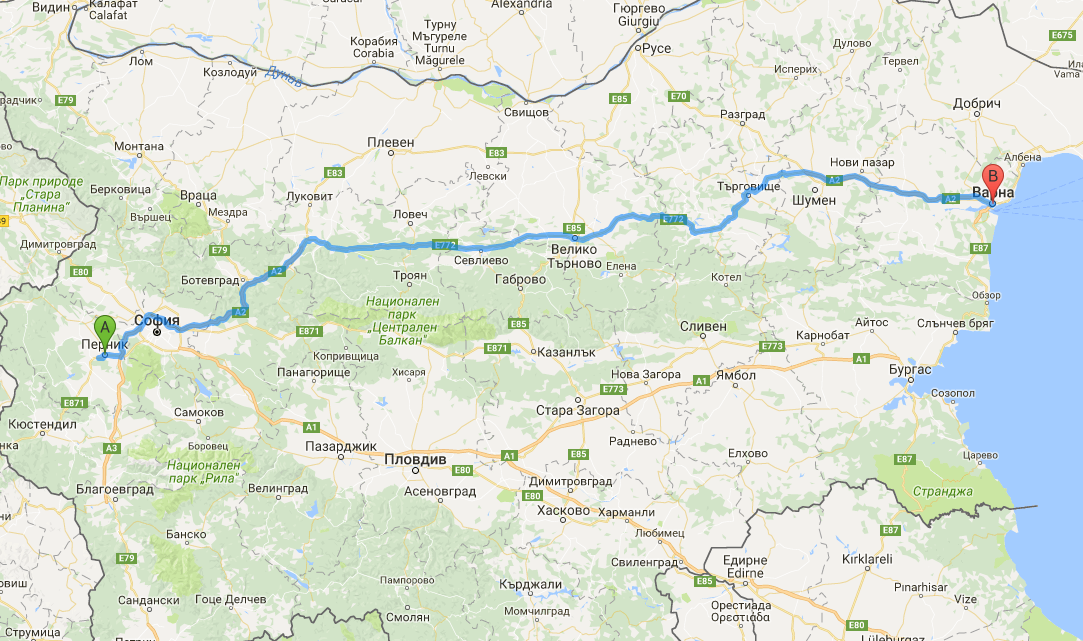 Видин
Калафат
Calafat
Alexandria
Гюргево
Giurgiu
Турну
Мъгуреле
Turnu
Măgurele
Корабия
Corabia
E675
Русе
Лом
Козлодуй
Дунав
Дулово
Тервел
Исперих
Vama
E79
E85
E70
Свищов
Добрич
Разград
Монтана
Плевен
E83
E83
Левски
Нови пазар
Албена
Парк природе
„Стара
Планина“
Берковица
Враца
Вършец
Мездра
Луковит
Ловеч
A2
Търговище
Шумен
A2
Варна
B
Димитровград
E79
E772
E85
E772
E87
Велико
Търново
Севлиево
Елена
E80
Ботевград
A2
Троян
Габрово
Котел
Обзор
Национален
парк
„Централен
Балкан“
A2
A
София
Перник
E871
E85
Сливен
Слънчев бряг
Айтос
Карнобат
E871
Казанлък
E773
A1
Копривщица
Панагюрище
Хисаря
Нова Загора
A1
Ямбол
Бургас
E773
Созопол
E871
Кюстендил
Самоков
A1
Стара Загора
Раднево
A3
Боровец
Пазарджик
Пловдив
E80
A1
E85
Елхово
Царево
E87
Национален
парк „Рила“
Благоевград
Велинград
Асеновград
Димитровград
E80
Странджа
Хасково
Харманли
Банско
Любимец
E87
E79
Свиленград
Едирне
Edirne
Kırklareli
Пампорово
Кърджали
E85
Pınarhisar
Vize
Сандански
Гоце Делчев
Момчилград
Орестиада
Ορεστιάδα
Смолян
E80
Струмица
Lüleburgaz